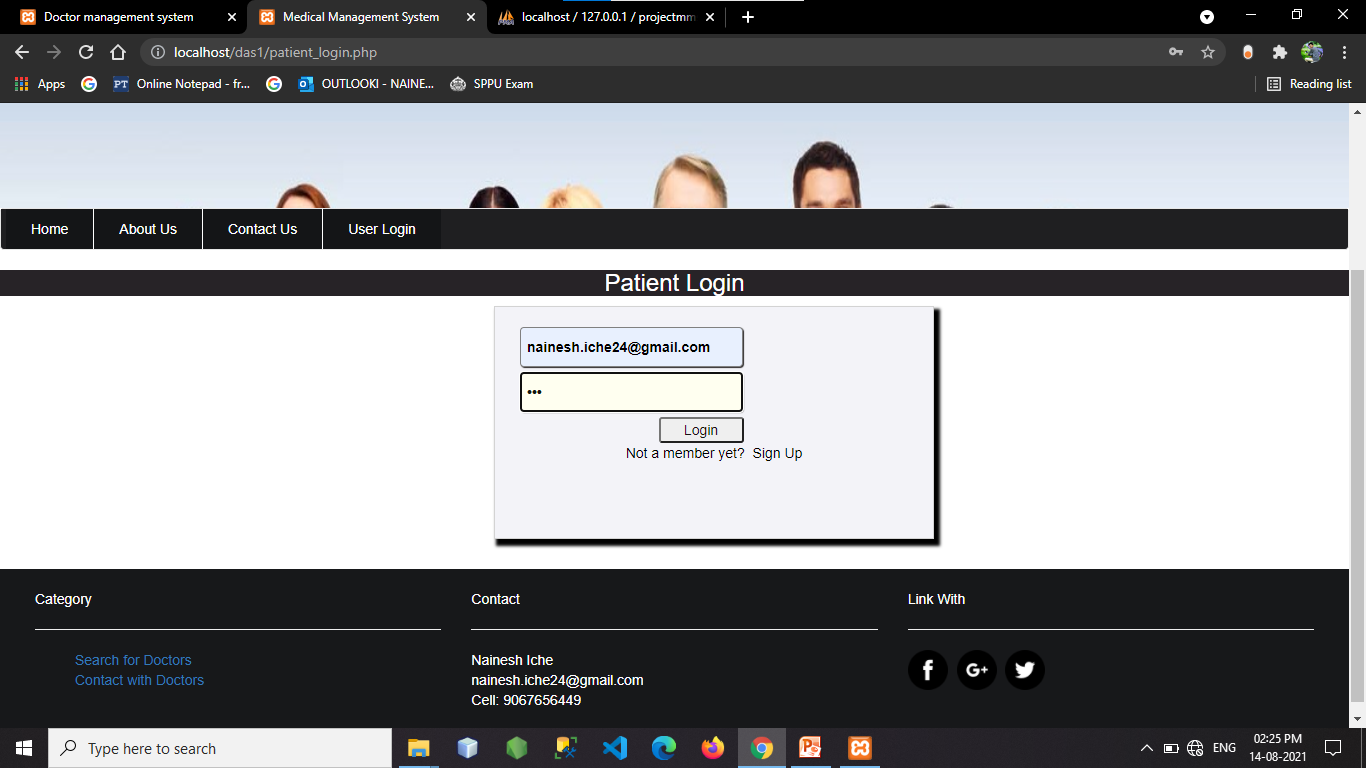 Doctor management system
Medical Management System
localhost / 127.0.0.1 / projectmm
localhost/das1/patient_login.php
Apps
PT Online Notepad - fr...
OUTLOOKI - NAINE...
SPPU Exam
Reading list
Home
About Us
Contact Us
User Login
Patient Login
nainesh.iche24@gmail.com
•••
Login
Not a member yet? Sign Up
Category
Search for Doctors
Contact with Doctors
Contact
Nainesh Iche
nainesh.iche24@gmail.com
Cell: 9067656449
Link With
f
G+
Type here to search
ENG
02:25 PM
14-08-2021